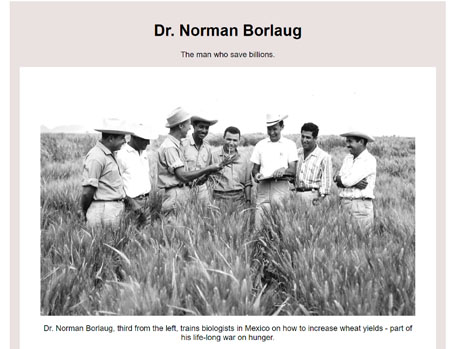 Dr. Norman Borlaug
The man who save billions.
Dr. Norman Borlaug, third from the left, trains biologists in Mexico on how to increase wheat yields - part of
his life-long war on hunger.